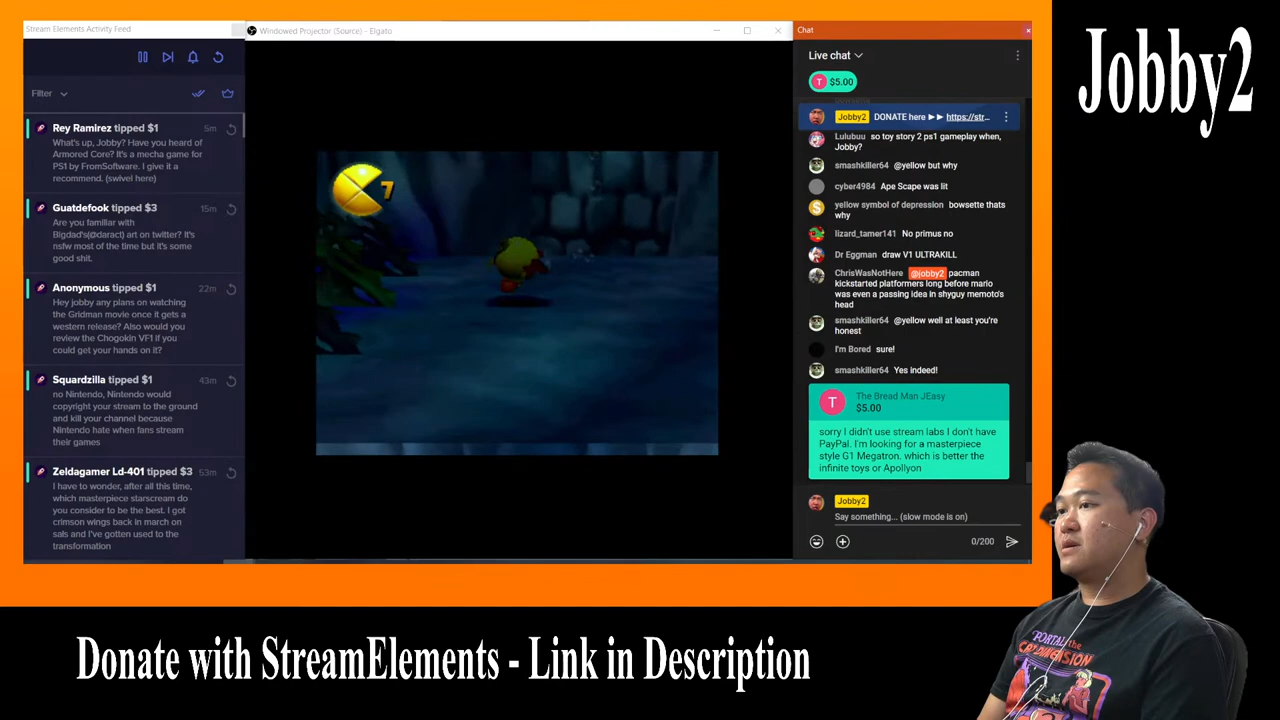 Stream Elements Activity Feed
Filter
Rey Ramirez tipped $1
5m
What's up, Jobby? Have you heard of
Armored Core? It's a mecha game for
PS1 by FromSoftware. I give it a
recommend. (swivel here)
Guatdefook tipped $3
15m
Are you familiar with
Bigdad's(@daract) art on twitter? It's
nsfw most of the time but it's some
good shit.
Anonymous tipped $1
22m
Hey jobby any plans on watching
the Gridman movie once it gets a
western release? Also would you
review the Chogokin VF1 if you
could get your hands on it?
Squardzilla tipped $1
43m
no Nintendo, Nintendo would
copyright your stream to the ground
and kill your channel because
Nintendo hate when fans stream
their games
Zeldagamer Ld-401 tipped $3
53m
I have to wonder, after all this time,
which masterpiece starscream do
you consider to be the best. I got
crimson wings back in march on
sals and I've gotten used to the
transformation
Windowed Projector (Source) - Elgato
7
Chat
Live chat
T $5.00
Jobby2 DONATE here ►► https://str...
Lulubuu so toy story 2 ps1 gameplay when,
Jobby?
smashkiller64 @yellow but why
cyber4984 Ape Scape was lit
yellow symbol of depression bowsette thats
why
lizard_tamer141 No primus no
Dr Eggman draw V1 ULTRAKILL
ChrisWasNotHere @jobby2 pacman
kickstarted platformers long before mario
was even a passing idea in shyguy memoto's
head
smashkiller64 @yellow well at least you're
honest
I'm Bored sure!
smashkiller64 Yes indeed!
T The Bread Man JEasy
$5.00
sorry I didn't use stream labs I don't have
PayPal. I'm looking for a masterpiece
style G1 Megatron. which is better the
infinite toys or Apollyon
Jobby2
Say something... (slow mode is on)
0/200
Jobby2
PORTAL
Donate with StreamElements - Link in Description